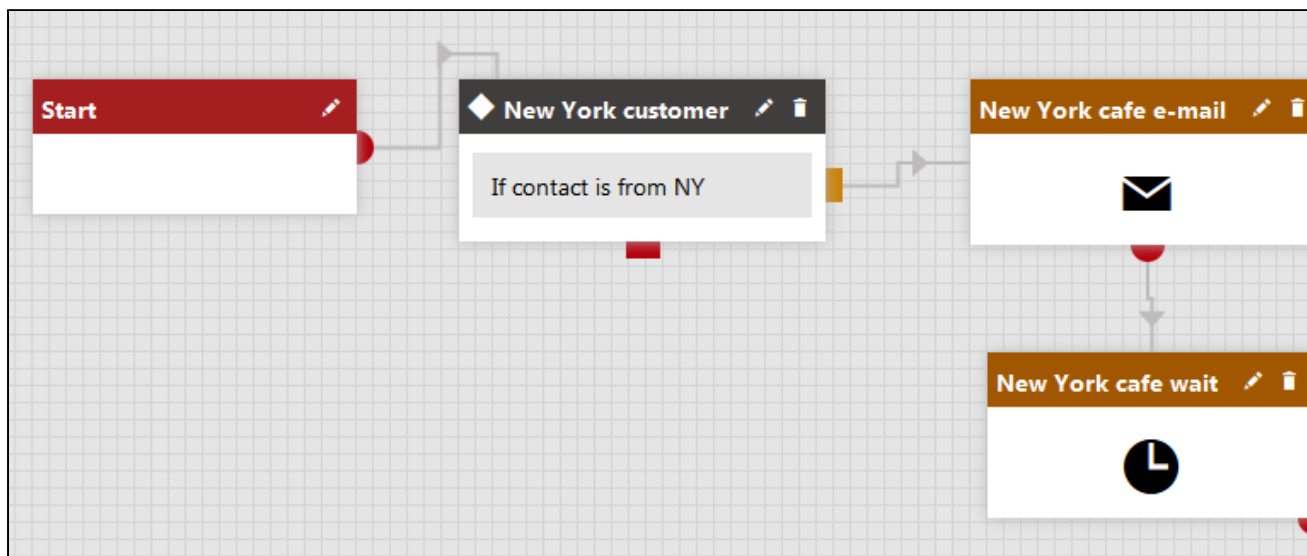 Start
New York customer
If contact is from NY
New York cafe e-mail
New York cafe wait